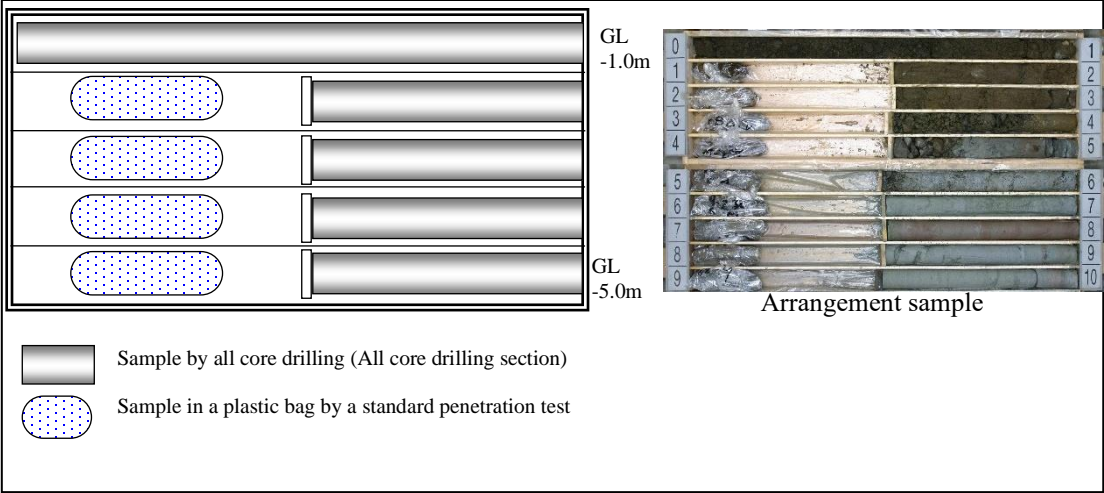 GL
-1.0m
GL
-5.0m
0 1
1 2
2 3
3 4
4 5
5 6
6 7
7 8
8 9
9 10
Arrangement sample
Sample by all core drilling (All core drilling section)
Sample in a plastic bag by a standard penetration test